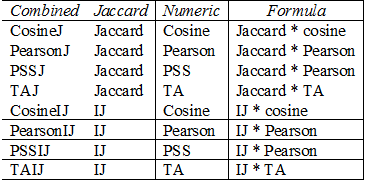 Combined Jaccard Numeric Formula
CosineJ Jaccard Cosine Jaccard * cosine
PearsonJ Jaccard Pearson Jaccard * Pearson
PSSJ Jaccard PSS Jaccard * Pearson
TAJ Jaccard TA Jaccard * TA
CosineIJ IJ Cosine IJ * cosine
PearsonIJ IJ Pearson IJ * Pearson
PSSIJ IJ PSS IJ * Pearson
TAIJ IJ TA IJ * TA